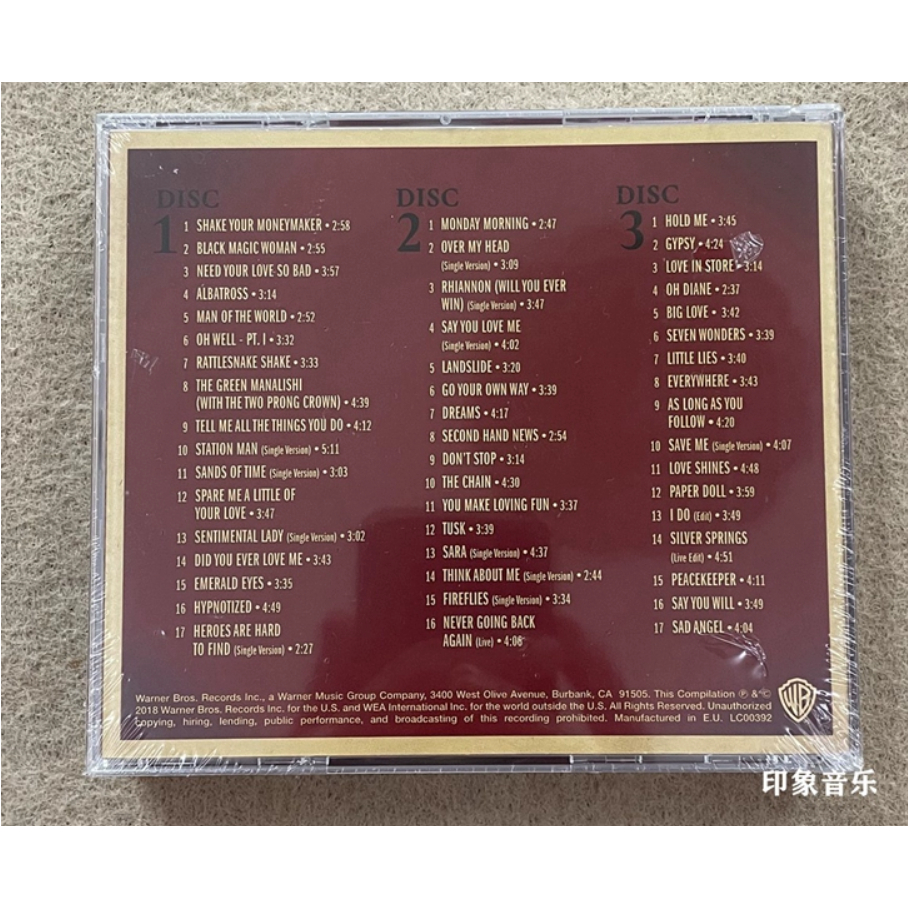 DISC
1
1 SHAKE YOUR MONEYMAKER • 2:58
2 BLACK MAGIC WOMAN • 2:55
3 NEED YOUR LOVE SO BAD • 3:57
4 ALBATROSS • 3:14
5 MAN OF THE WORLD • 2:52
6 OH WELL - PT. I • 3:32
7 RATTLESNAKE SHAKE • 3:33
8 THE GREEN MANALISHI
(WITH THE TWO PRONG CROWN) • 4:39
9 TELL ME ALL THE THINGS YOU DO • 4:12
10 STATION MAN (Single Version) • 5:11
11 SANDS OF TIME (Single Version) • 3:03
12 SPARE ME A LITTLE OF
YOUR LOVE • 3:47
13 SENTIMENTAL LADY (Single Version) • 3:02
14 DID YOU EVER LOVE ME • 3:43
15 EMERALD EYES • 3:35
16 HYPNOTIZED • 4:49
17 HEROES ARE HARD
TO FIND (Single Version) • 2:27
DISC
2
1 MONDAY MORNING • 2:47
2 OVER MY HEAD
(Single Version) • 3:09
3 RHIANNON (WILL YOU EVER
WIN) (Single Version) • 3:47
4 SAY YOU LOVE ME
(Single Version) • 4:02
5 LANDSLIDE • 3:20
6 GO YOUR OWN WAY • 3:39
7 DREAMS • 4:17
8 SECOND HAND NEWS • 2:54
9 DON'T STOP • 3:14
10 THE CHAIN • 4:30
11 YOU MAKE LOVING FUN • 3:37
12 TUSK • 3:39
13 SARA (Single Version) • 4:37
14 THINK ABOUT ME (Single Version) • 2:44
15 FIREFLIES (Single Version) • 3:34
16 NEVER GOING BACK
AGAIN (Live) • 4:06
DISC
3
1 HOLD ME • 3:45
2 GYPSY • 4:24
3 LOVE IN STORE • 3:14
4 OH DIANE • 2:37
5 BIG LOVE • 3:42
6 SEVEN WONDERS • 3:39
7 LITTLE LIES • 3:40
8 EVERYWHERE • 3:43
9 AS LONG AS YOU
FOLLOW • 4:20
10 SAVE ME (Single Version) • 4:07
11 LOVE SHINES • 4:48
12 PAPER DOLL • 3:59
13 I DO (Edit) • 3:49
14 SILVER SPRINGS
(Live Edit) • 4:51
15 PEACEKEEPER • 4:11
16 SAY YOU WILL • 3:49
17 SAD ANGEL • 4:04
Warner Bros. Records Inc., a Warner Music Group Company, 3400 West Olive Avenue, Burbank, CA 91505. This Compilation ℗ & ©
2018 Warner Bros. Records Inc. for the U.S. and WEA International Inc. for the world outside the U.S. All Rights Reserved. Unauthorized
copying, hiring, lending, public performance, and broadcasting of this recording prohibited. Manufactured in E.U. LC00392
WB
印象音乐